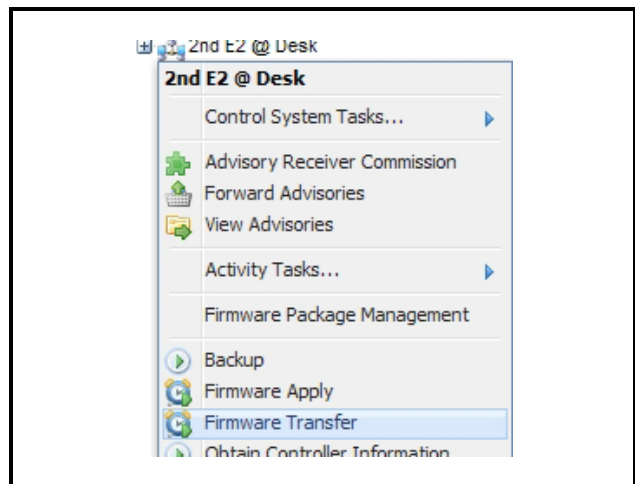 2nd E2 @ Desk
2nd E2 @ Desk
Control System Tasks...
Advisory Receiver Commission
Forward Advisories
View Advisories
Activity Tasks...
Firmware Package Management
Backup
Firmware Apply
Firmware Transfer
Obtain Controller Information